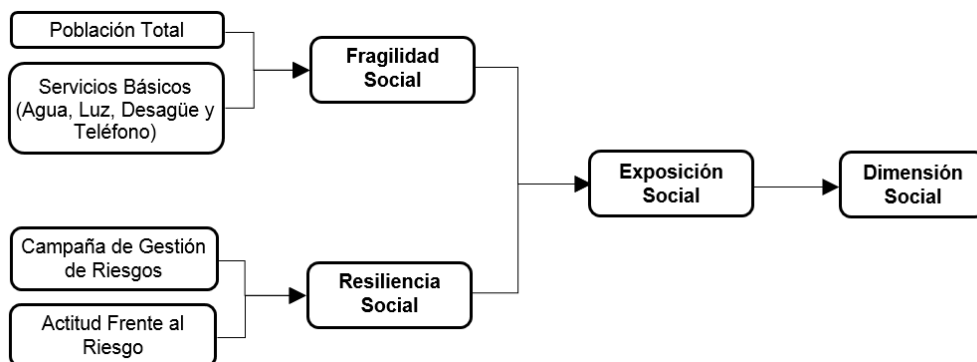 Población Total
Servicios Básicos
(Agua, Luz, Desagüe y
Teléfono)
Fragilidad
Social
Campaña de Gestión
de Riesgos
Actitud Frente al
Riesgo
Resiliencia
Social
Exposición
Social
Dimensión
Social